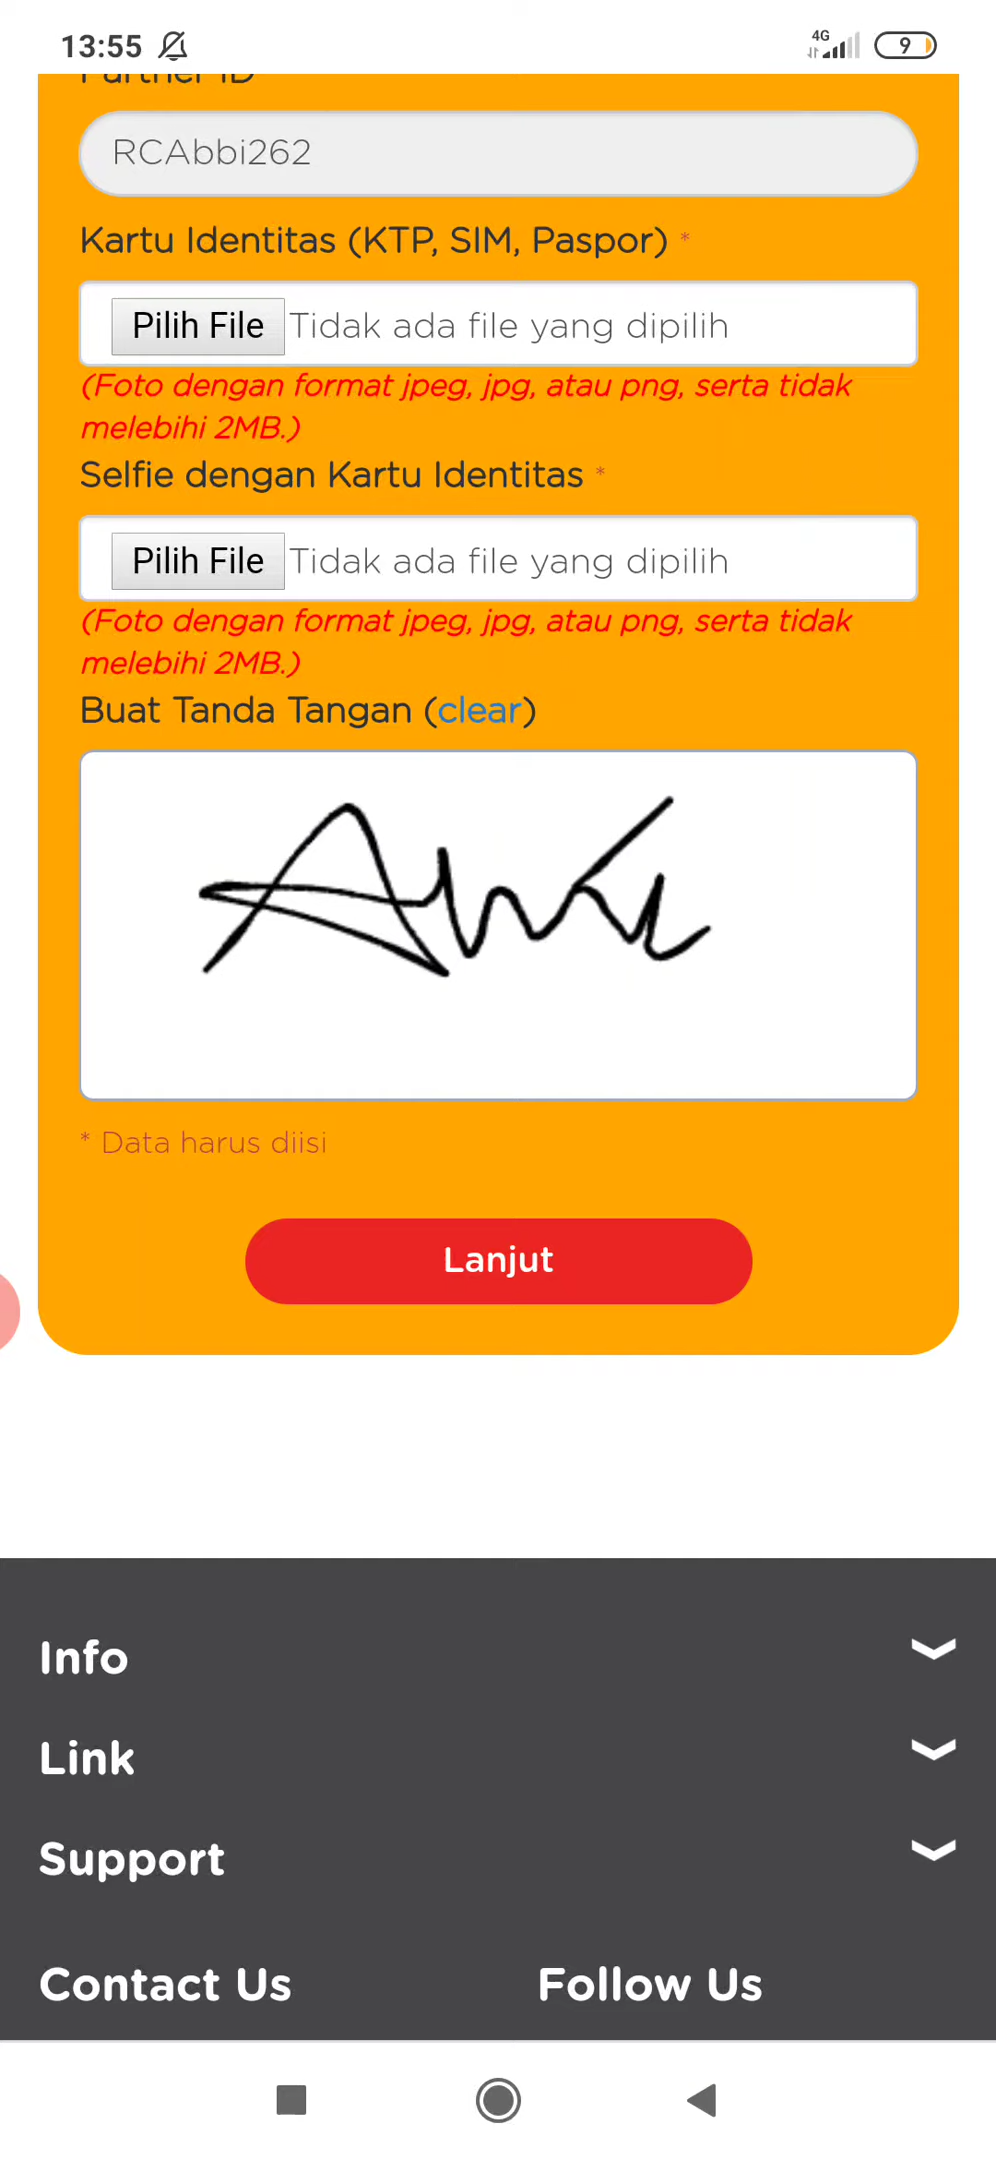 13:55
4G
9
Partner ID
RCAbbi262
Kartu Identitas (KTP, SIM, Paspor) *
Pilih File Tidak ada file yang dipilih
(Foto dengan format jpeg, jpg, atau png, serta tidak
melebihi 2MB.)
Selfie dengan Kartu Identitas *
Pilih File Tidak ada file yang dipilih
(Foto dengan format jpeg, jpg, atau png, serta tidak
melebihi 2MB.)
Buat Tanda Tangan (clear)
* Data harus diisi
Lanjut
Info
Link
Support
Contact Us
Follow Us